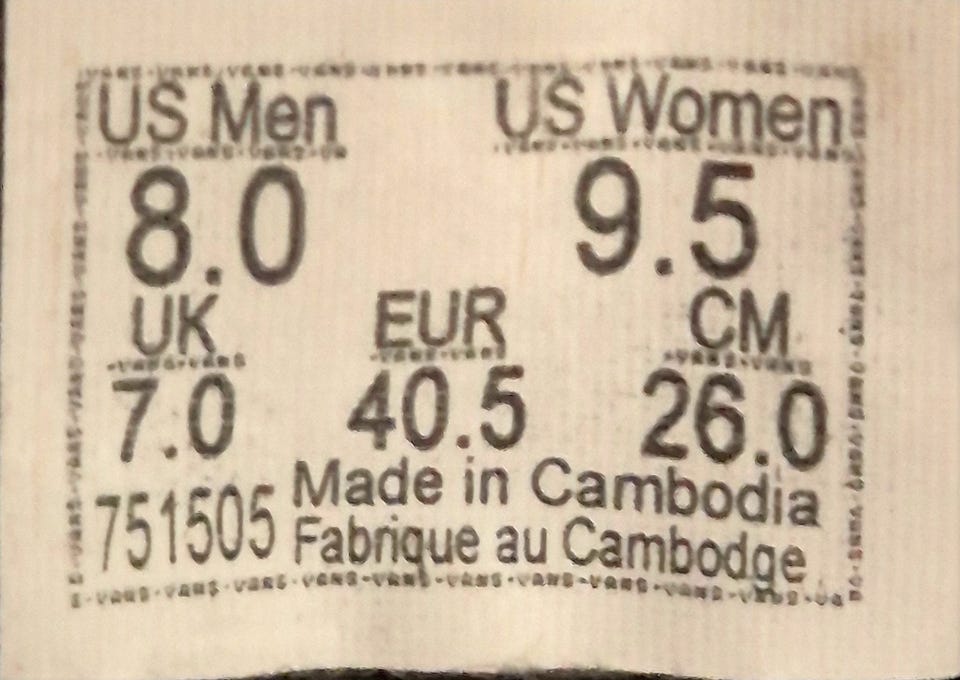 US Men US Women
8.0 9.5
UK EUR CM
7.0 40.5 26.0
751505 Made in Cambodia
Fabrique au Cambodge